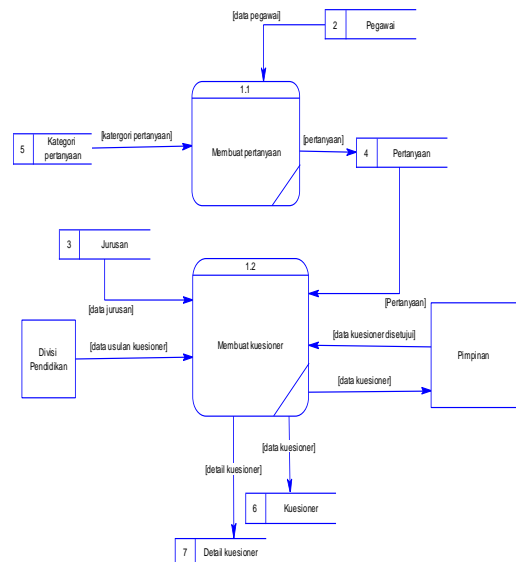 [data pegawai]
2 Pegawai
1.1
[katergori pertanyaan]
5 Kategori
pertanyaan
Membuat pertanyaan
[pertanyaan]
4 Pertanyaan
3 Jurusan
[data jurusan]
1.2
[Pertanyaan]
Divisi
Pendidikan
[data usulan kuesioner]
Membuat kuesioner
[data kuesioner disetujui]
Pimpinan
[data kuesioner]
[detail kuesioner]
[data kuesioner]
6 Kuesioner
7 Detail kuesioner